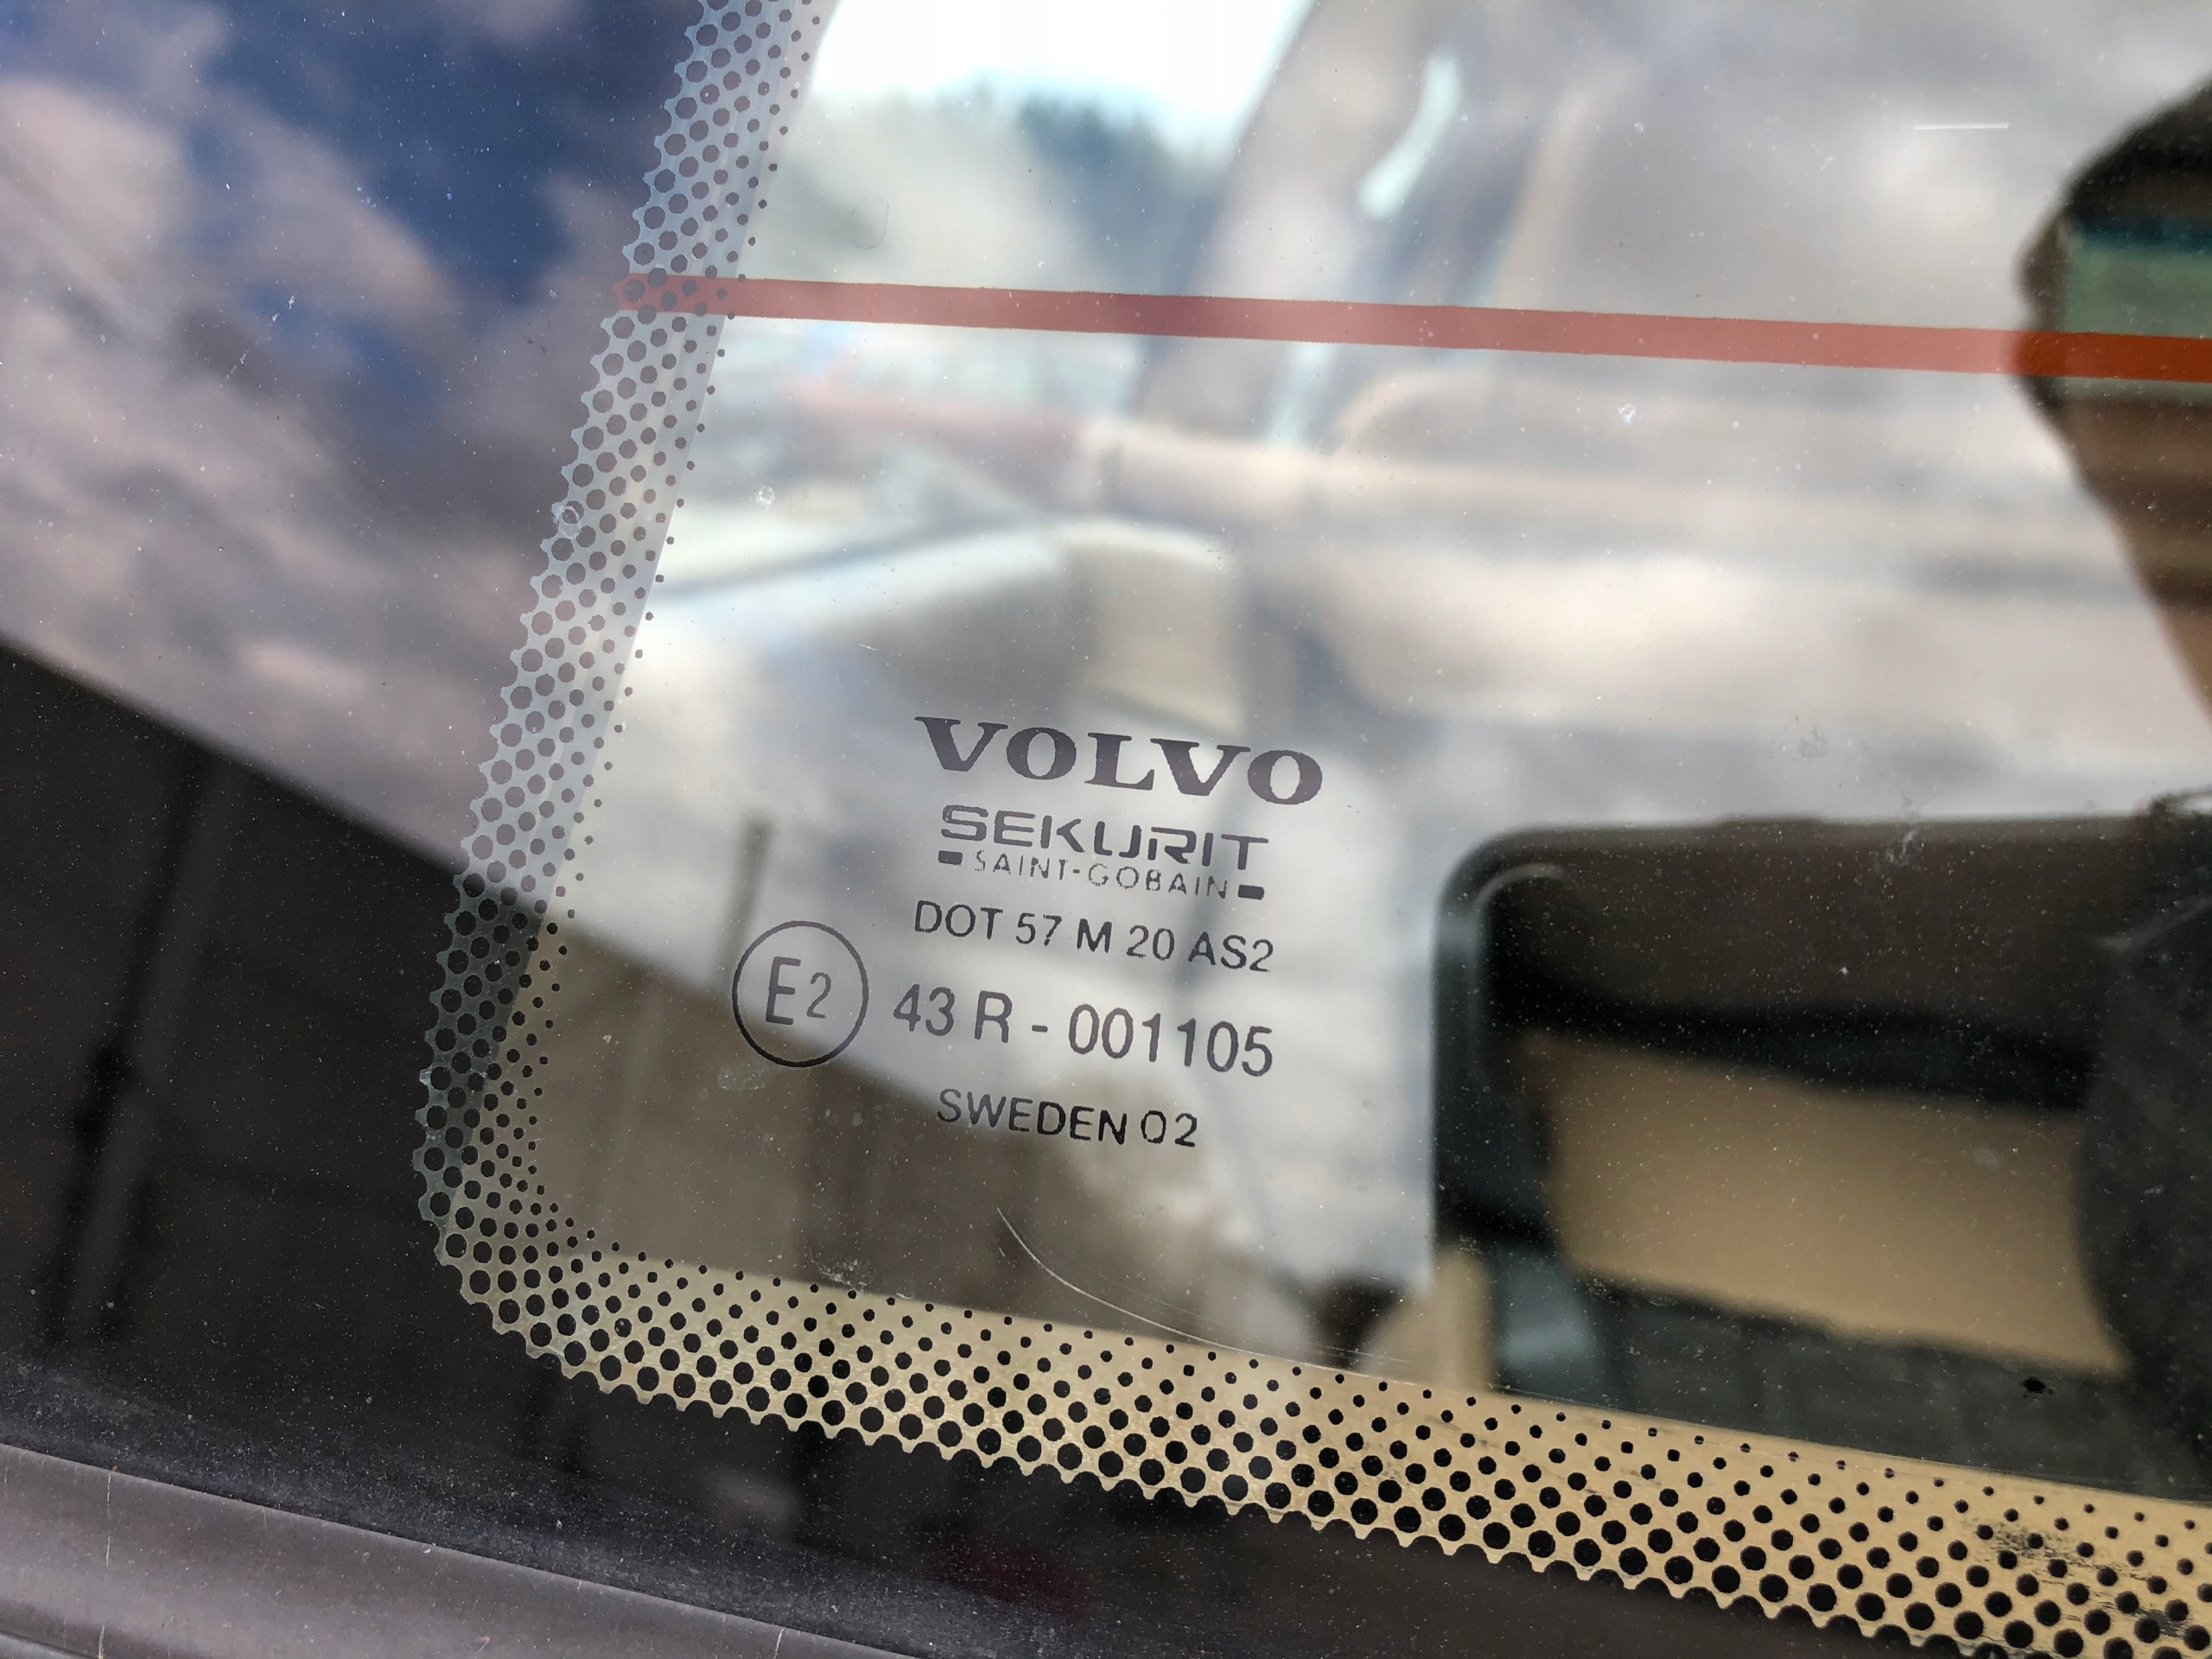 VOLVO
SEKURIT
SAINT-GOBAIN
DOT 57 M 20 AS2
E2 43 R - 001105
SWEDEN 02